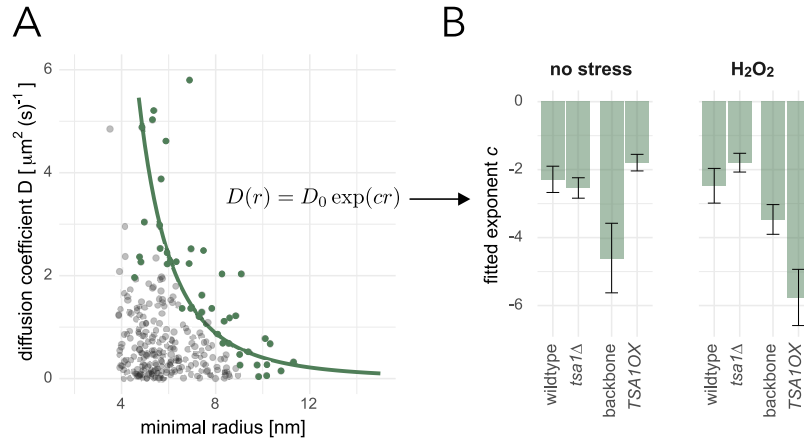 A
B
no stress
H₂O₂
diffusion coefficient D [ μm² (s)⁻¹ ]
6
4
2
0
4
6
8
12
minimal radius [nm]
D(r) = D₀ exp(cr)
fitted exponent c
0
-2
-4
-6
wildtype
tsa1Δ
backbone
TSA1OX
wildtype
tsa1Δ
backbone
TSA1OX